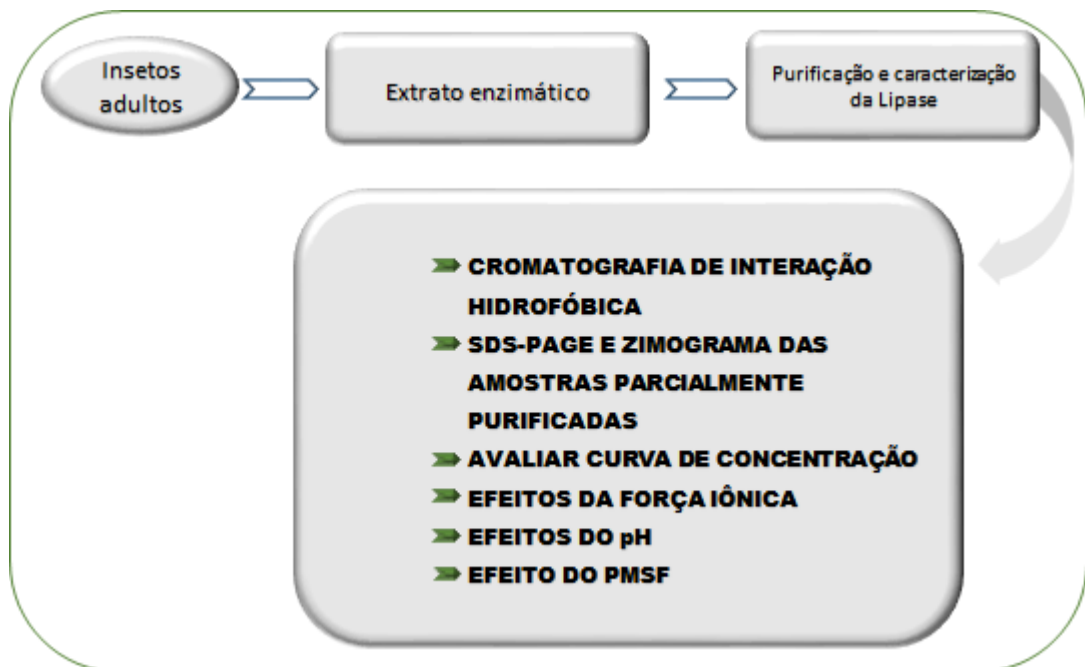 Insetos
adultos
Extrato enzimático
Purificação e caracterização
da Lipase
CROMATOGRAFIA DE INTERAÇÃO
HIDROFÓBICA
SDS-PAGE E ZIMOGRAMA DAS
AMOSTRAS PARCIALMENTE
PURIFICADAS
AVALIAR CURVA DE CONCENTRAÇÃO
EFEITOS DA FORÇA IÔNICA
EFEITOS DO pH
EFEITO DO PMSF